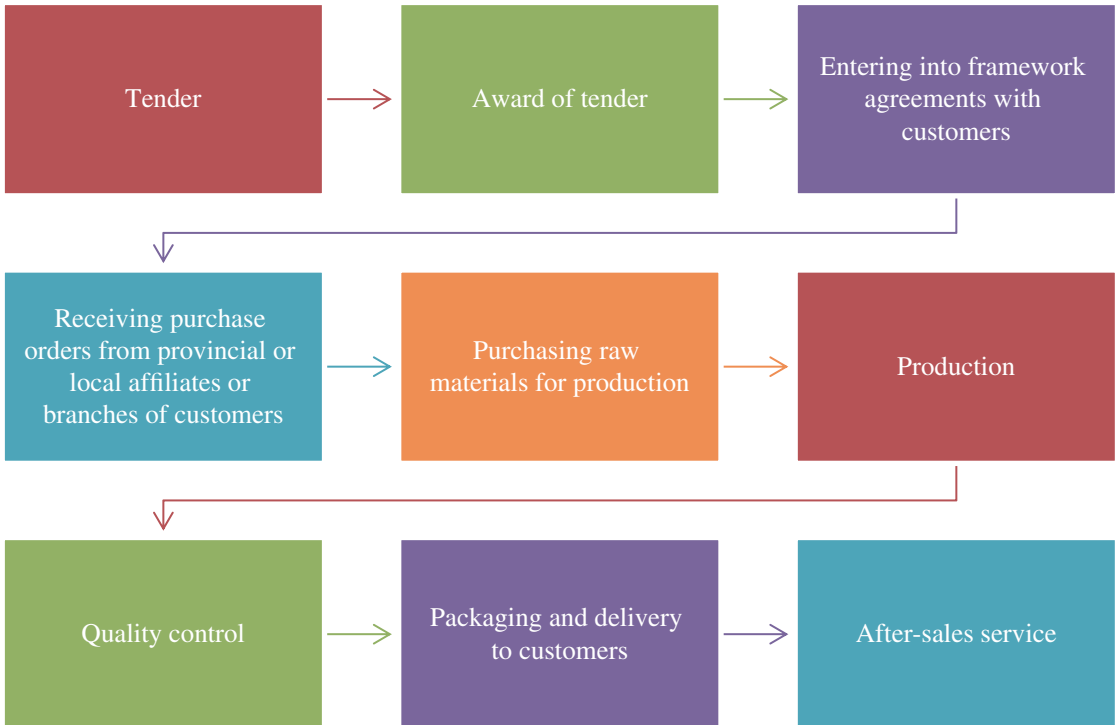 Tender
Award of tender
Entering into framework
agreements with
customers
Receiving purchase
orders from provincial or
local affiliates or
branches of customers
Purchasing raw
materials for production
Production
Quality control
Packaging and delivery
to customers
After-sales service